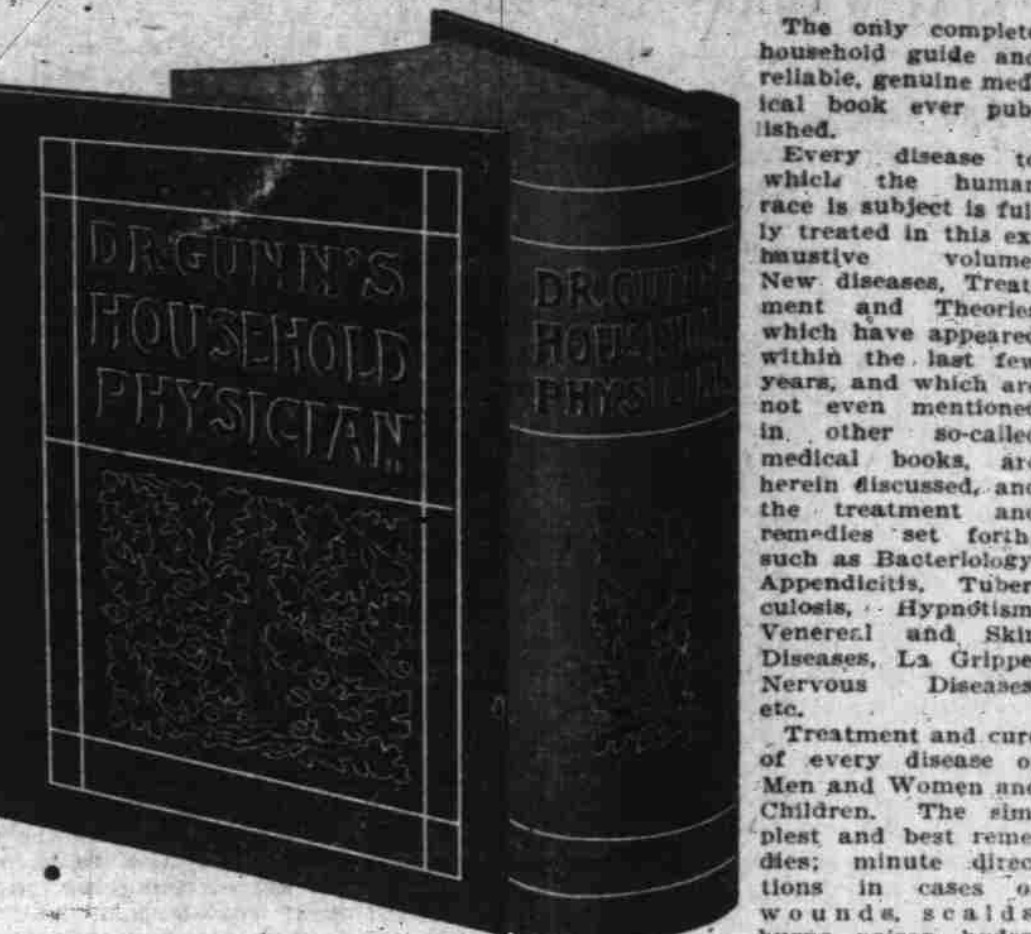 DR.GUNN'S
HOUSEHOLD
PHYSICIAN
DR.
The only complete
household guide and
reliable, genuine med
ical book ever pub
lished.
Every disease to
which the human
race is subject is ful
ly treated in this ex
haustive volume
New diseases, Treat
ment and Theories
which have appeared
within the last few
years, and which are
not even mentioned
in other so-called
medical books, are
herein discussed, and
the treatment and
remedies set forth
such as Bacteriology
Appendicitis, Tuber
culosis, Hypnotism
Venereal and Skin
Diseases, La Grippe
Nervous Diseases
etc.
Treatment and cure
of every disease o
Men and Women and
Children. The sim
plest and best reme
dies; minute direc
tions in cases o
wounds, scalds